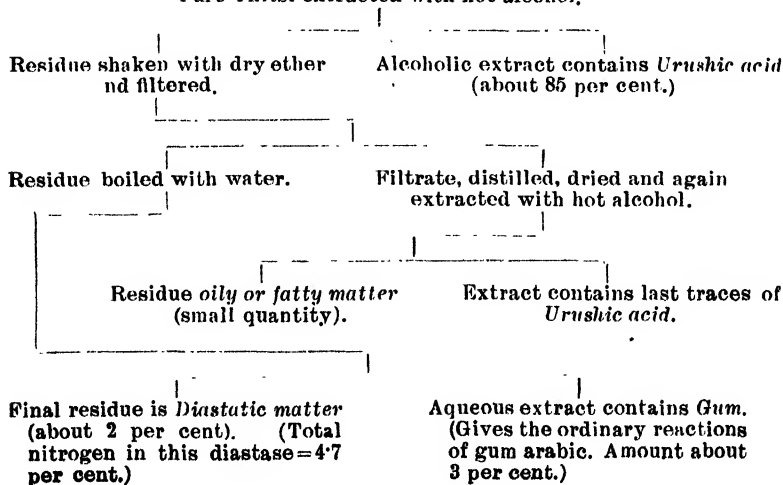 extracted with hot alcohol.
Residue shaken with dry ether
nd filtered.
Alcoholic extract contains Urushic acid
(about 85 per cent.)
Residue boiled with water.
Filtrate, distilled, dried and again
extracted with hot alcohol.
Residue oily or fatty matter
(small quantity).
Extract contains last traces of
Urushic acid.
Final residue is Diastatic matter
(about 2 per cent). (Total
nitrogen in this diastase=4·7
per cent.)
Aqueous extract contains Gum.
(Gives the ordinary reactions
of gum arabic. Amount about
3 per cent.)